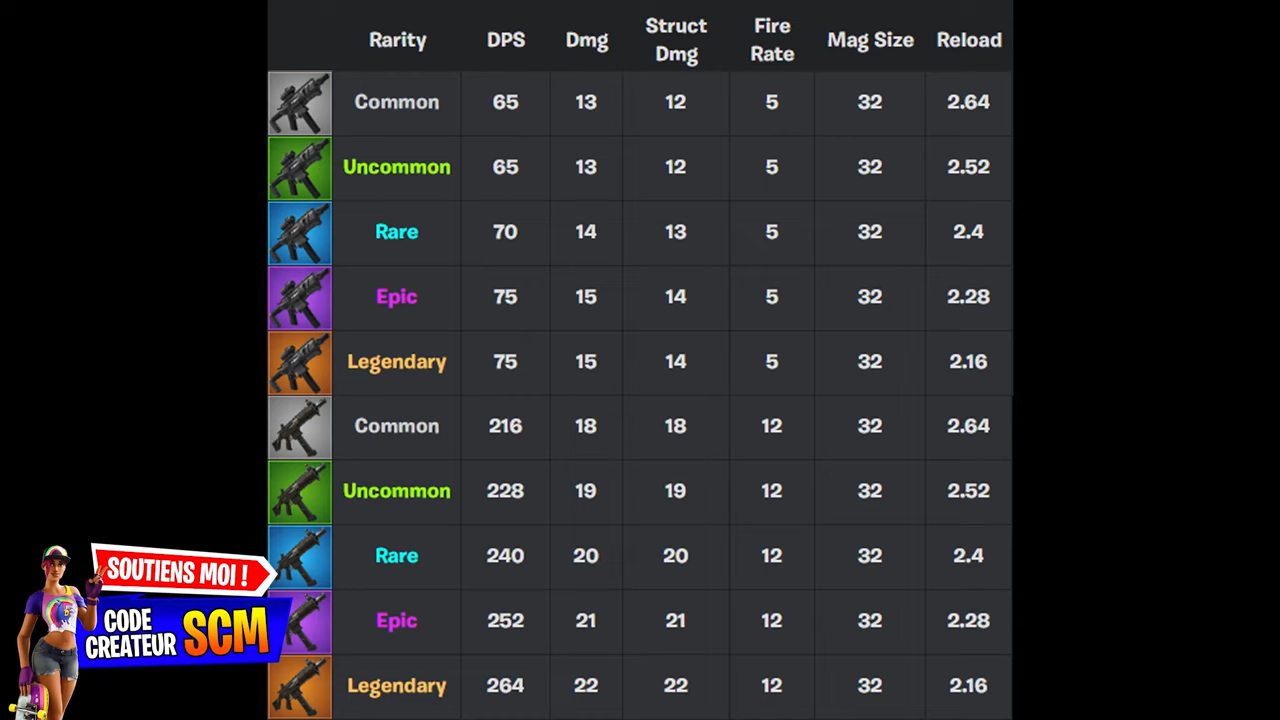 Rarity DPS Dmg Struct Dmg Fire Rate Mag Size Reload
Common 65 13 12 5 32 2.64
Uncommon 65 13 12 5 32 2.52
Rare 70 14 13 5 32 2.4
Epic 75 15 14 5 32 2.28
Legendary 75 15 14 5 32 2.16
Common 216 18 18 12 32 2.64
Uncommon 228 19 19 12 32 2.52
Rare 240 20 20 12 32 2.4
Epic 252 21 21 12 32 2.28
Legendary 264 22 22 12 32 2.16
SOUTIENS MOI !
CODE
CREATEUR SCM